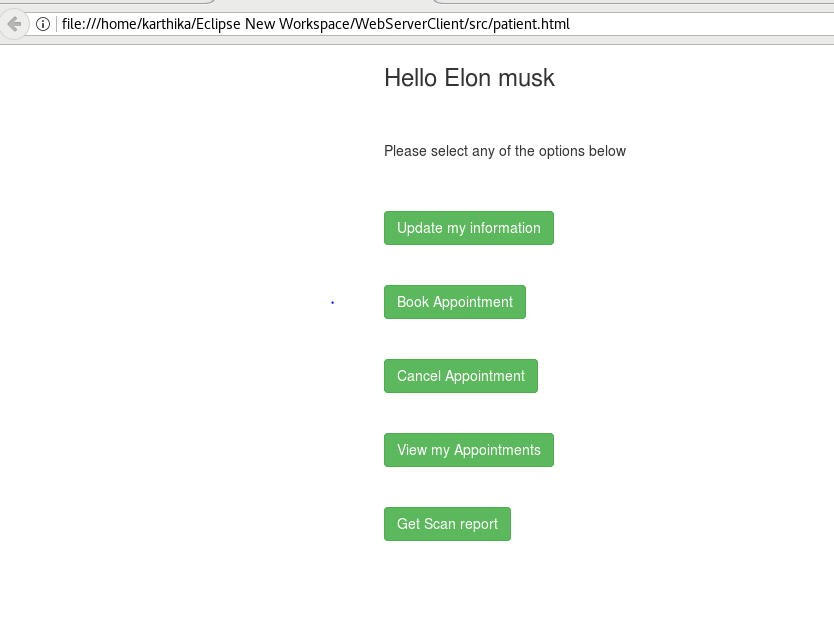 file:///home/karthika/Eclipse New Workspace/WebServerClient/src/patient.html
Hello Elon musk
Please select any of the options below
Update my information
Book Appointment
Cancel Appointment
View my Appointments
Get Scan report